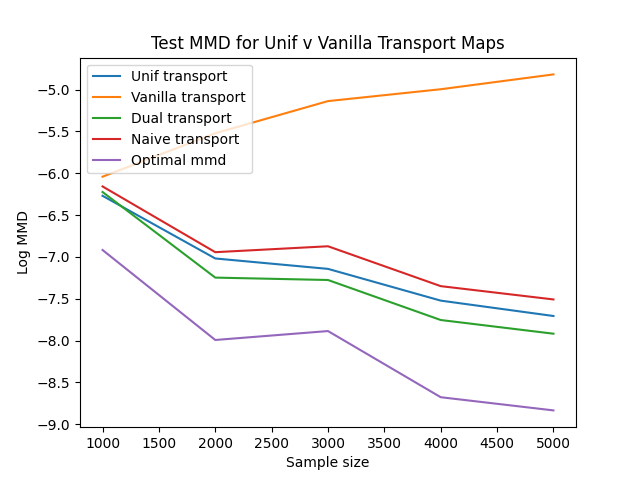 Test MMD for Unif v Vanilla Transport Maps
Unif transport
Vanilla transport
Dual transport
Naive transport
Optimal mmd
Log MMD
−5.0
−5.5
−6.0
−6.5
−7.0
−7.5
−8.0
−8.5
−9.0
1000 1500 2000 2500 3000 3500 4000 4500 5000
Sample size